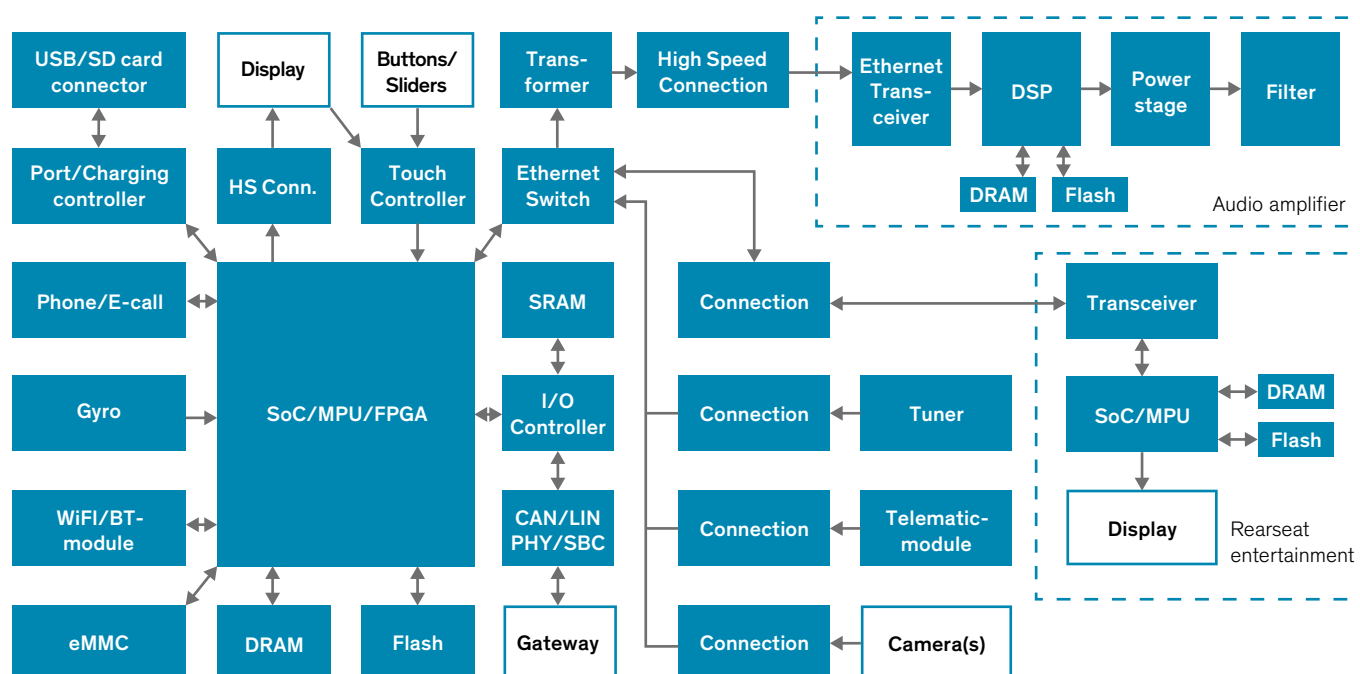 USB/SD card
connector
Display
Buttons/
Sliders
Trans-
former
High Speed
Connection
Ethernet
Trans-
ceiver
DSP
Power
stage
Filter
DRAM
Flash
Audio amplifier
Port/Charging
controller
HS Conn.
Touch
Controller
Ethernet
Switch
Phone/E-call
SoC/MPU/FPGA
SRAM
Connection
Transceiver
Gyro
I/O
Controller
Connection
Tuner
SoC/MPU
DRAM
Flash
WiFI/BT-
module
CAN/LIN
PHY/SBC
Connection
Telematic-
module
Display
Rearseat
entertainment
eMMC
DRAM
Flash
Gateway
Connection
Camera(s)